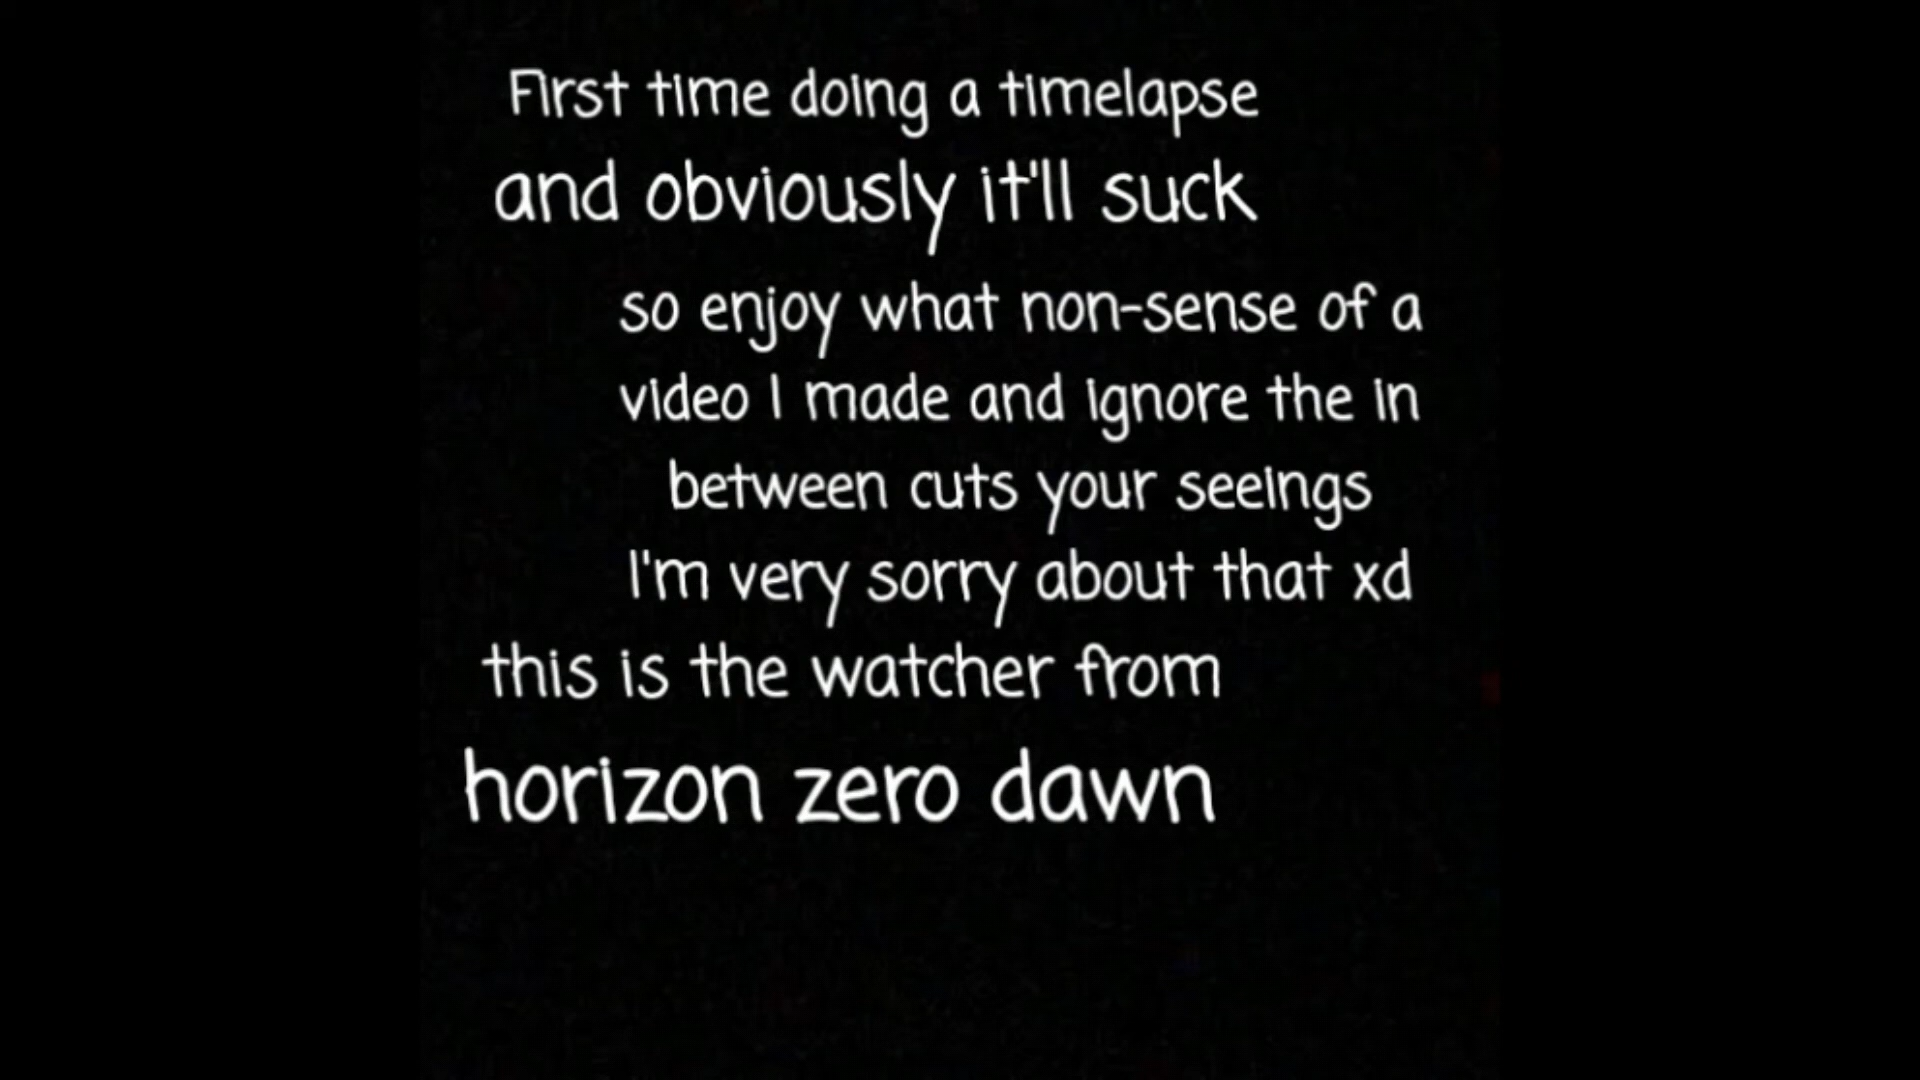 First time doing a timelapse
and obviously it'll suck
so enjoy what non-sense of a
video I made and ignore the in
between cuts your seeings
I'm very sorry about that xd
this is the watcher from
horizon zero dawn